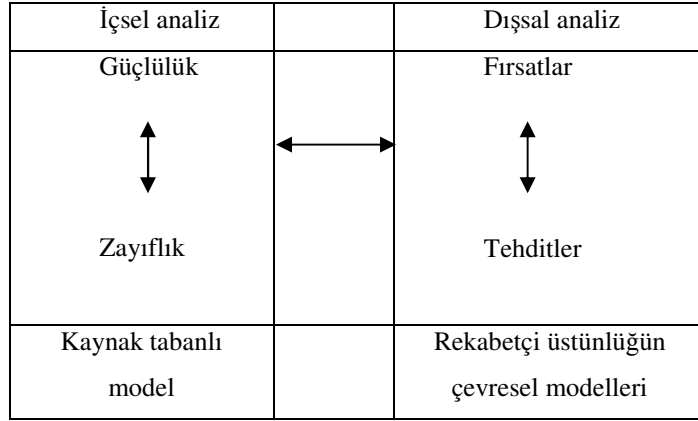 İçsel analiz
Dışsal analiz
Güçlülük
Fırsatlar
Zayıflık
Tehditler
Kaynak tabanlı
model
Rekabetçi üstünlüğün
çevresel modelleri